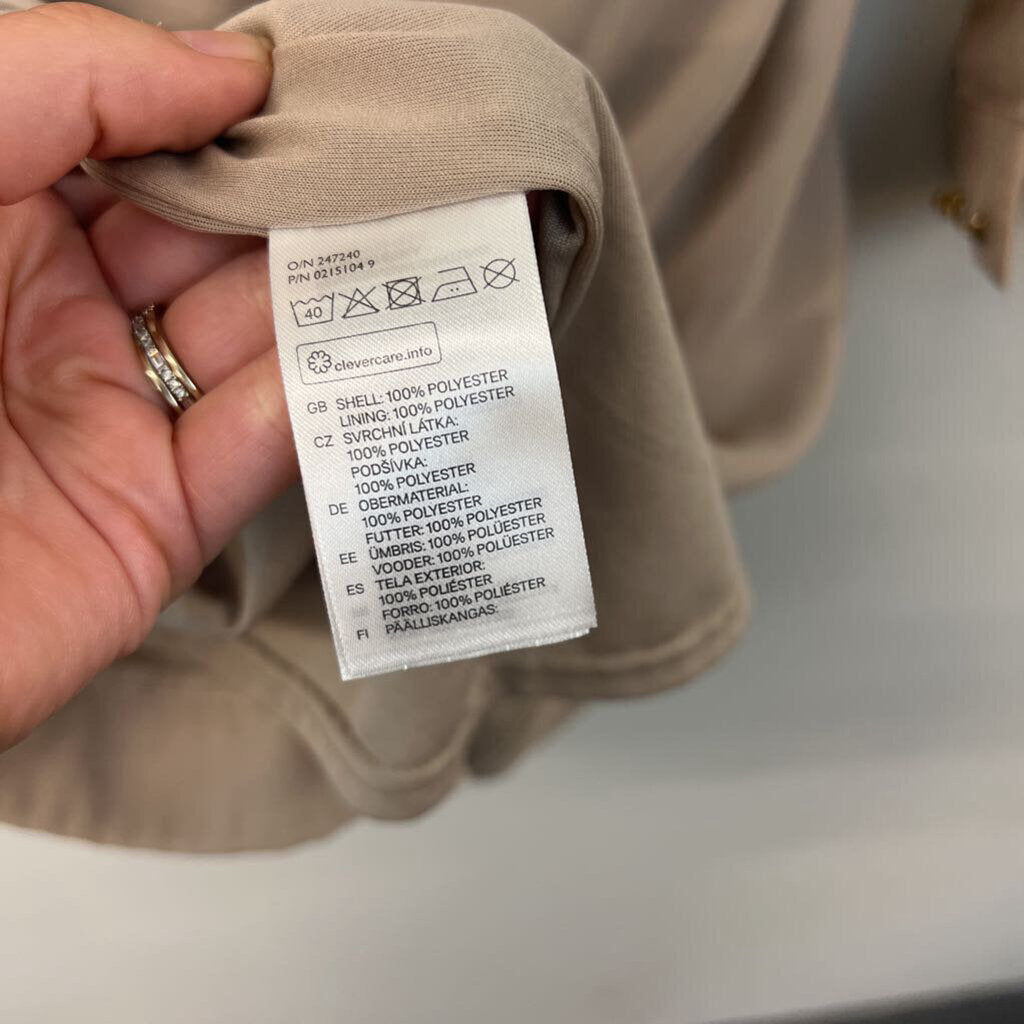 O/N 247240
P/N 0215104 9
40
clevercare.info
GB SHELL: 100% POLYESTER
LINING: 100% POLYESTER
CZ SVRCHNÍ LÁTKA:
100% POLYESTER
PODŠÍVKA:
100% POLYESTER
DE OBERMATERIAL:
100% POLYESTER
FUTTER: 100% POLYESTER
EE ÜMBRIS: 100% POLÜESTER
VOODER: 100% POLÜESTER
ES TELA EXTERIOR:
100% POLIÉSTER
FORRO: 100% POLIÉSTER
FI PÄÄLLISKANGAS: